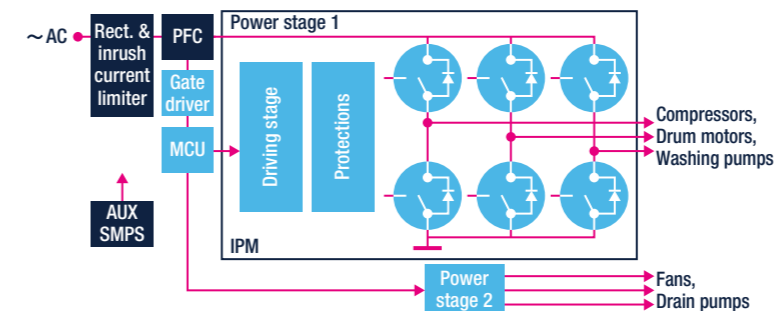 ~ AC
Rect. &
inrush
current
limiter
PFC
Gate
driver
MCU
AUX
SMPS
Power stage 1
Driving stage
Protections
IPM
Compressors,
Drum motors,
Washing pumps
Power
stage 2
Fans,
Drain pumps